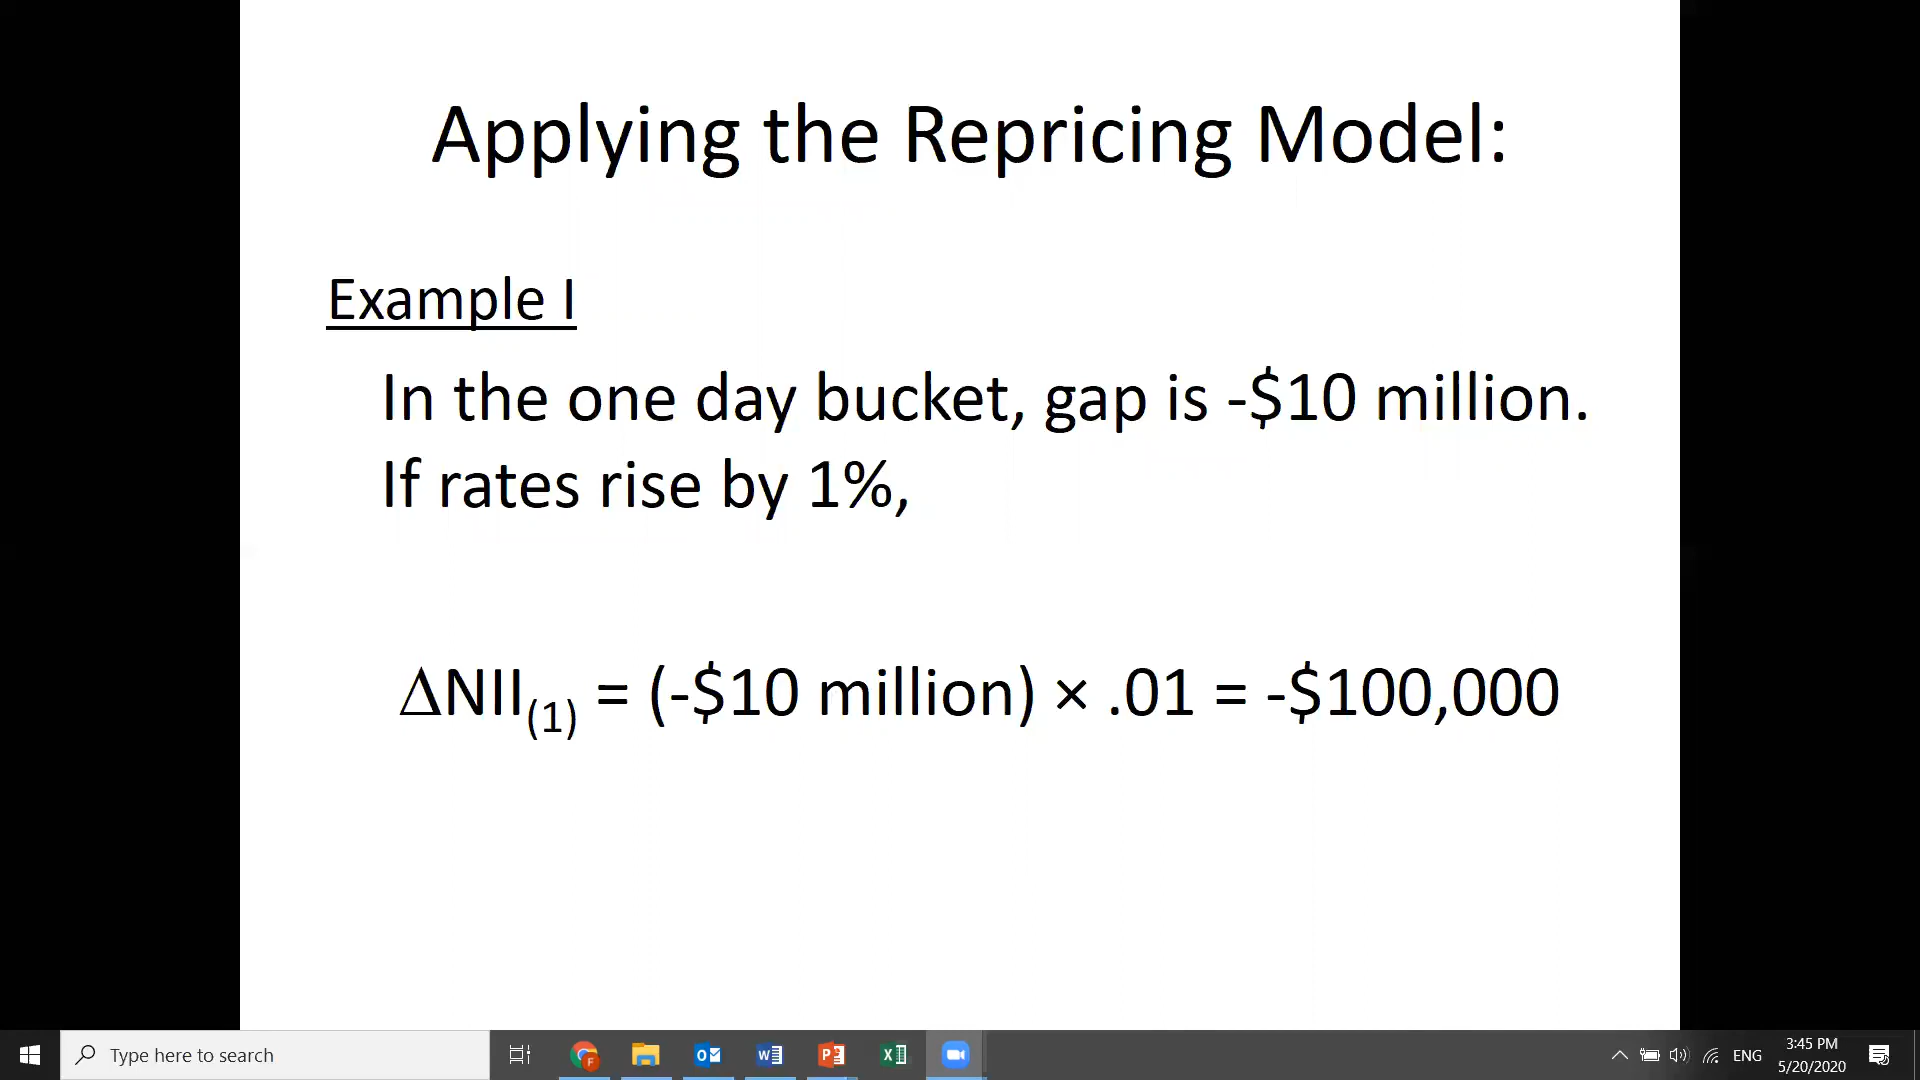 Applying the Repricing Model:
Example I
In the one day bucket, gap is -$10 million.
If rates rise by 1%,
ΔNII(1) = (-$10 million) × .01 = -$100,000
Type here to search
ENG
3:45 PM
5/20/2020